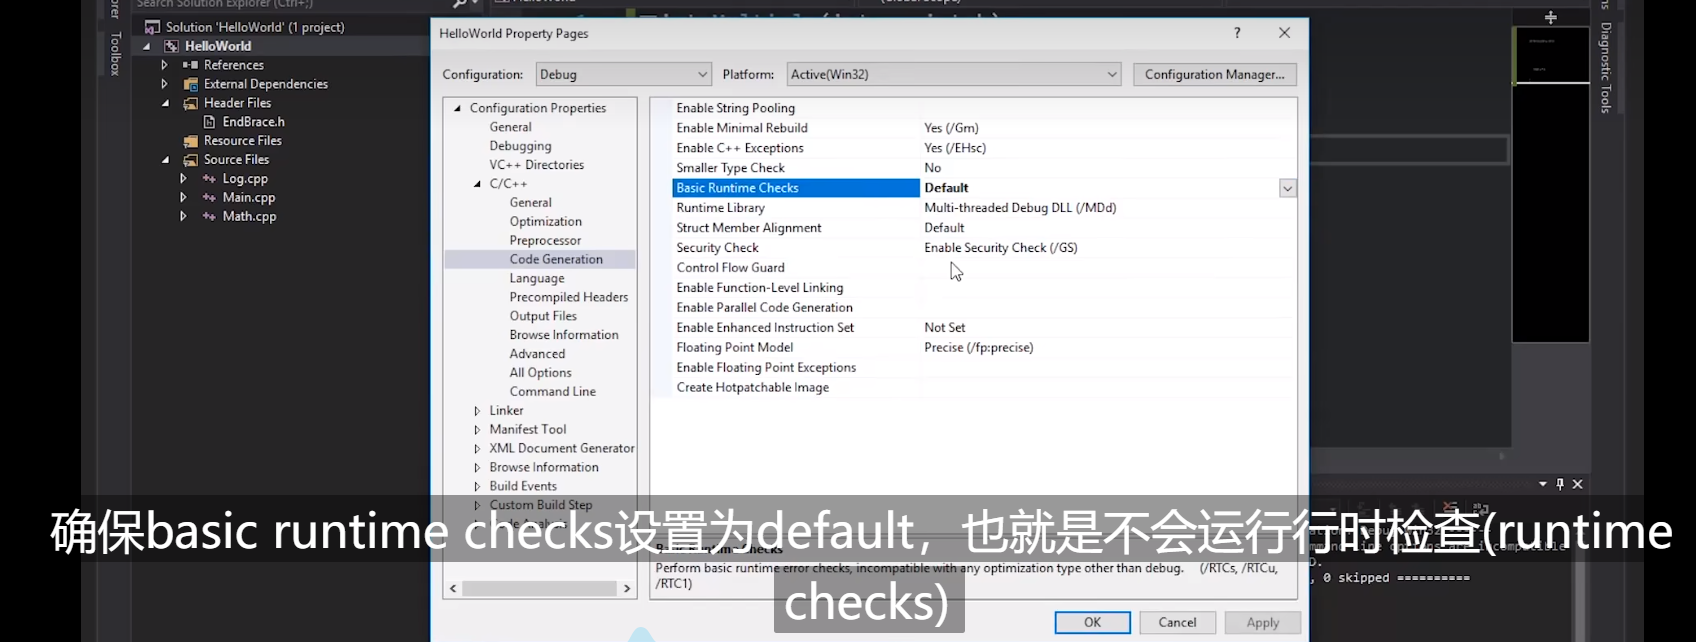 Search Solution Explorer (Ctrl+;)
Solution 'HelloWorld' (1 project)
HelloWorld
References
External Dependencies
Header Files
EndBrace.h
Resource Files
Source Files
Log.cpp
Main.cpp
Math.cpp
Toolbox
HelloWorld Property Pages
?
Configuration:
Debug
Platform:
Active(Win32)
Configuration Manager...
Configuration Properties
General
Debugging
VC++ Directories
C/C++
General
Optimization
Preprocessor
Code Generation
Language
Precompiled Headers
Output Files
Browse Information
Advanced
All Options
Command Line
Linker
Manifest Tool
XML Document Generator
Browse Information
Build Events
Custom Build Step
Enable String Pooling
Enable Minimal Rebuild Yes (/Gm)
Enable C++ Exceptions Yes (/EHsc)
Smaller Type Check No
Basic Runtime Checks Default
Runtime Library Multi-threaded Debug DLL (/MDd)
Struct Member Alignment Default
Security Check Enable Security Check (/GS)
Control Flow Guard
Enable Function-Level Linking
Enable Parallel Code Generation
Enable Enhanced Instruction Set Not Set
Floating Point Model Precise (/fp:precise)
Enable Floating Point Exceptions
Create Hotpatchable Image
Basic Runtime Checks
Perform basic runtime error checks, incompatible with any optimization type other than debug. (/RTCs, /RTCu,
/RTC1)
OK
Cancel
Apply
Diagnostic Tools
, 0 skipped ==========
确保basic runtime checks设置为default，也就是不会运行行时检查(runtime
checks)